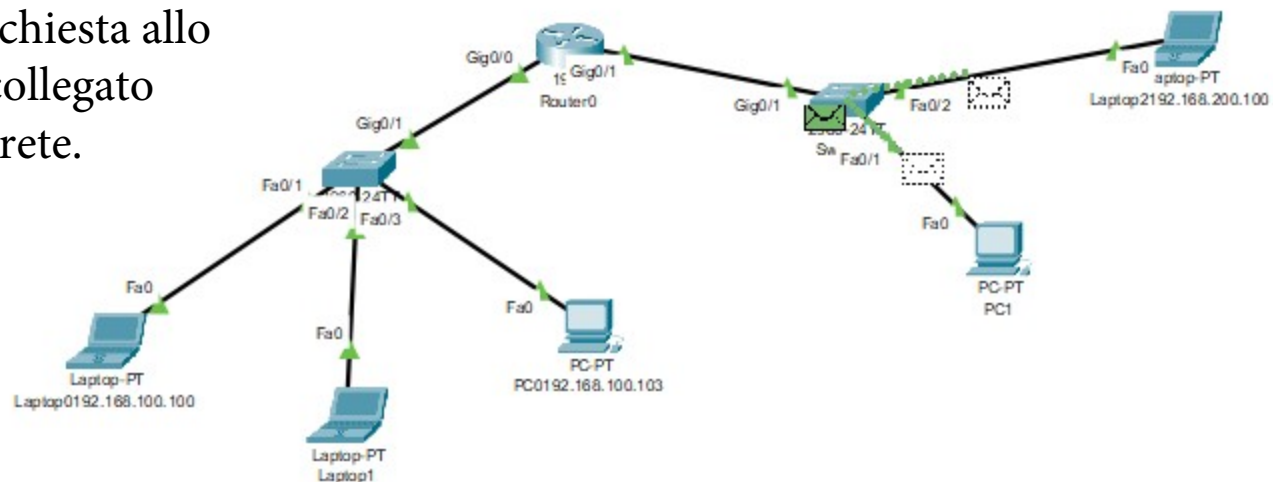 chiesta allo
collegato
rete.
Gig0/0
Gig0/1
Router0
Gig0/1
Gig0/1
Fa0/2
Fa0/1
Fa0
aptop-PT
Laptop2192.168.200.100
Fa0/1
Fa0/2
Fa0/3
Fa0
PC-PT
PC1
Fa0
Laptop-PT
Laptop0192.168.100.100
Fa0
Laptop-PT
Laptop1
Fa0
PC-PT
PC0192.168.100.103